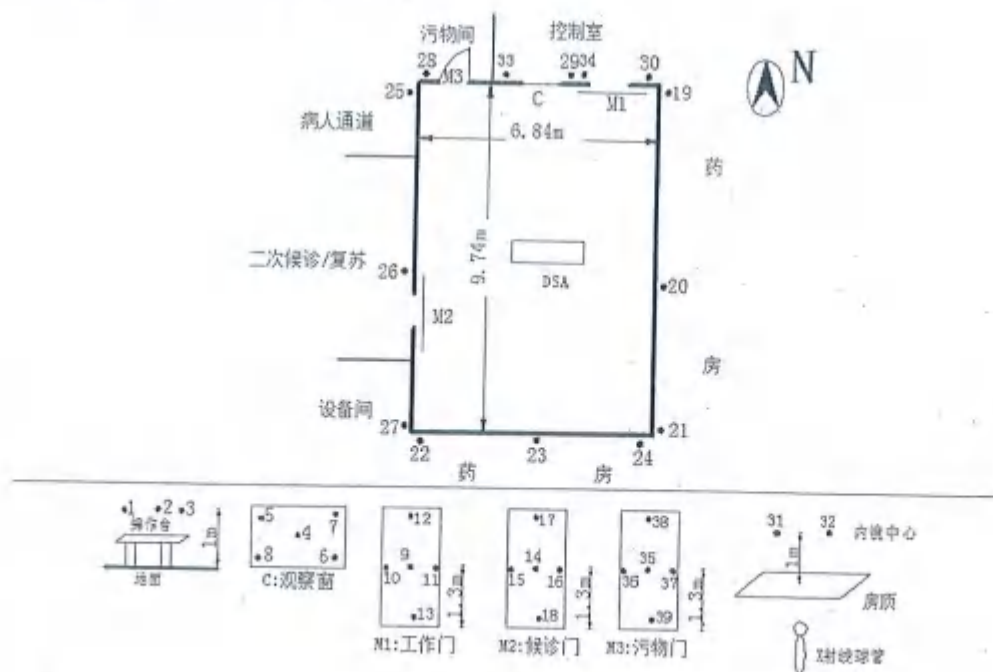 污物间
控制室
28
33
29
34
30
N
M3
25
C
M1
19
病人通道
6.84m
药
9.74m
二次候诊/复苏
26
20
DSA
M2
房
设备间
27
21
22
23
24
药
房
1
2
3
操作台
1m
地面
5
7
4
8
6
C:观察窗
12
9
10
11
13
1.3m
M1:工作门
17
14
15
16
18
1.3m
M2:候诊门
38
35
36
37
39
1.3m
M3:污物门
31
32
内镜中心
1m
房顶
X射线球管